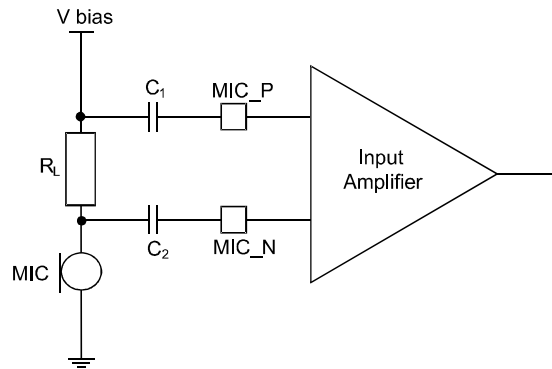 V bias
C1
MIC_P
RL
Input
Amplifier
C2
MIC_N
MIC